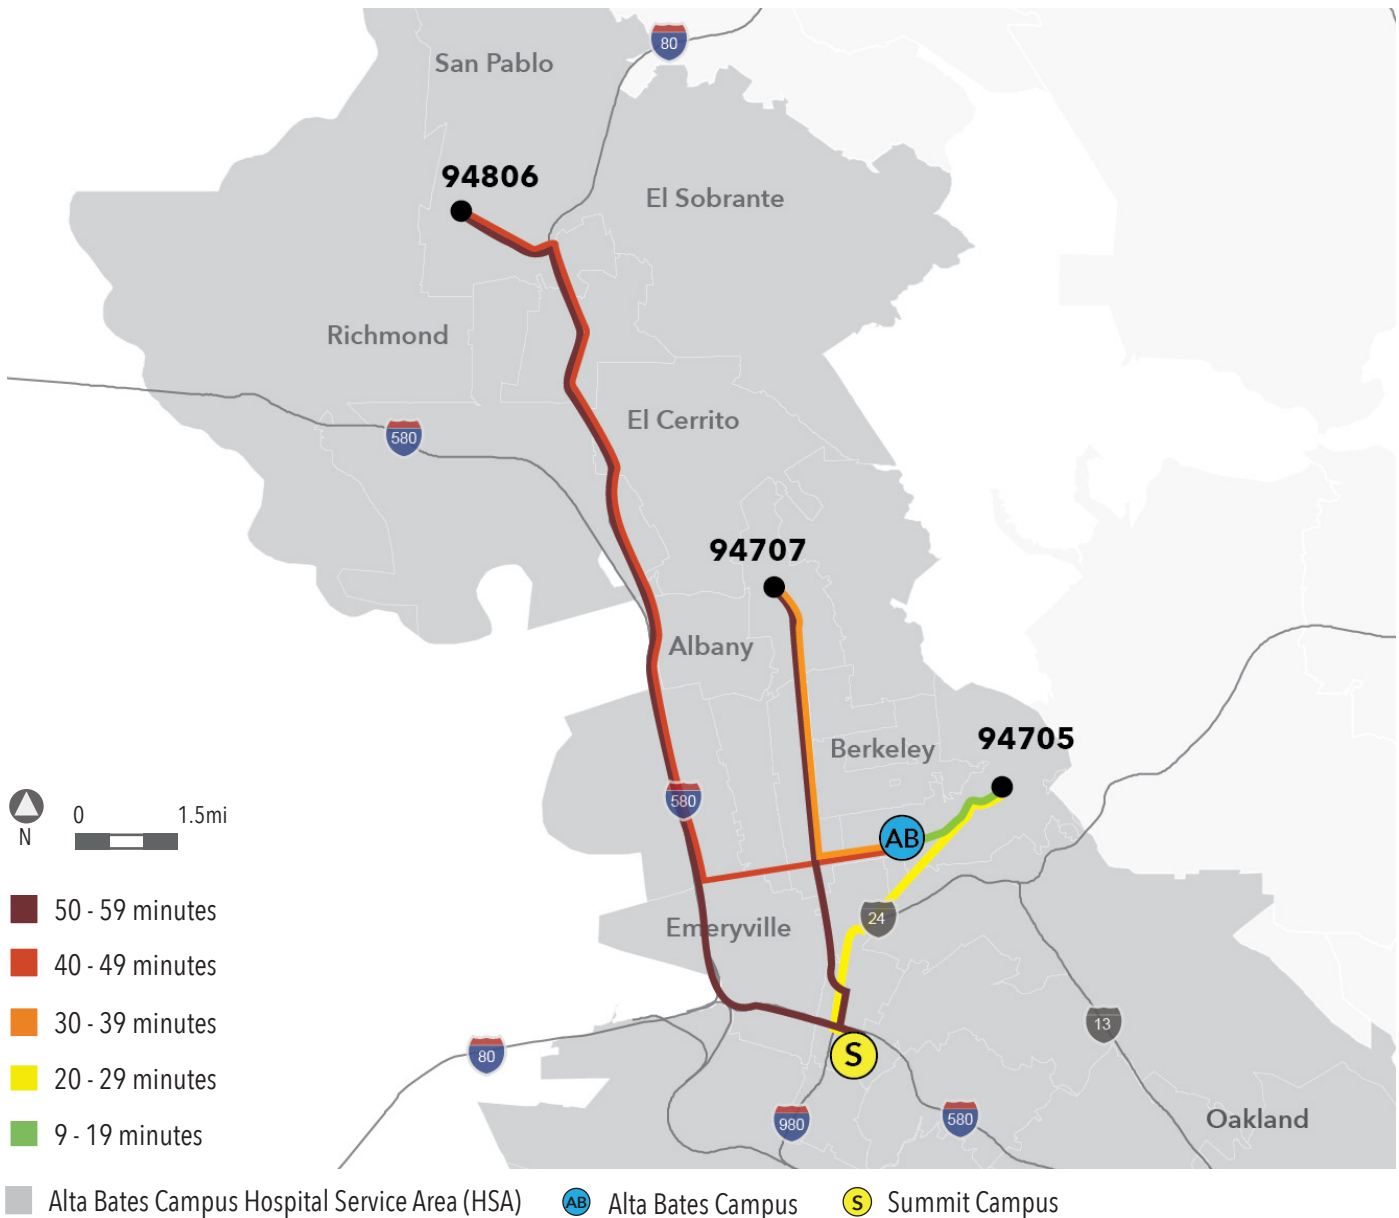 80
San Pablo
94806
El Sobrante
Richmond
El Cerrito
580
94707
Albany
94705
Berkeley
580
0 1.5mi
N
AB
50 - 59 minutes
24
Emeryville
40 - 49 minutes
30 - 39 minutes
13
80
S
20 - 29 minutes
980
580
Oakland
9 - 19 minutes
Alta Bates Campus Hospital Service Area (HSA)
AB Alta Bates Campus
S Summit Campus